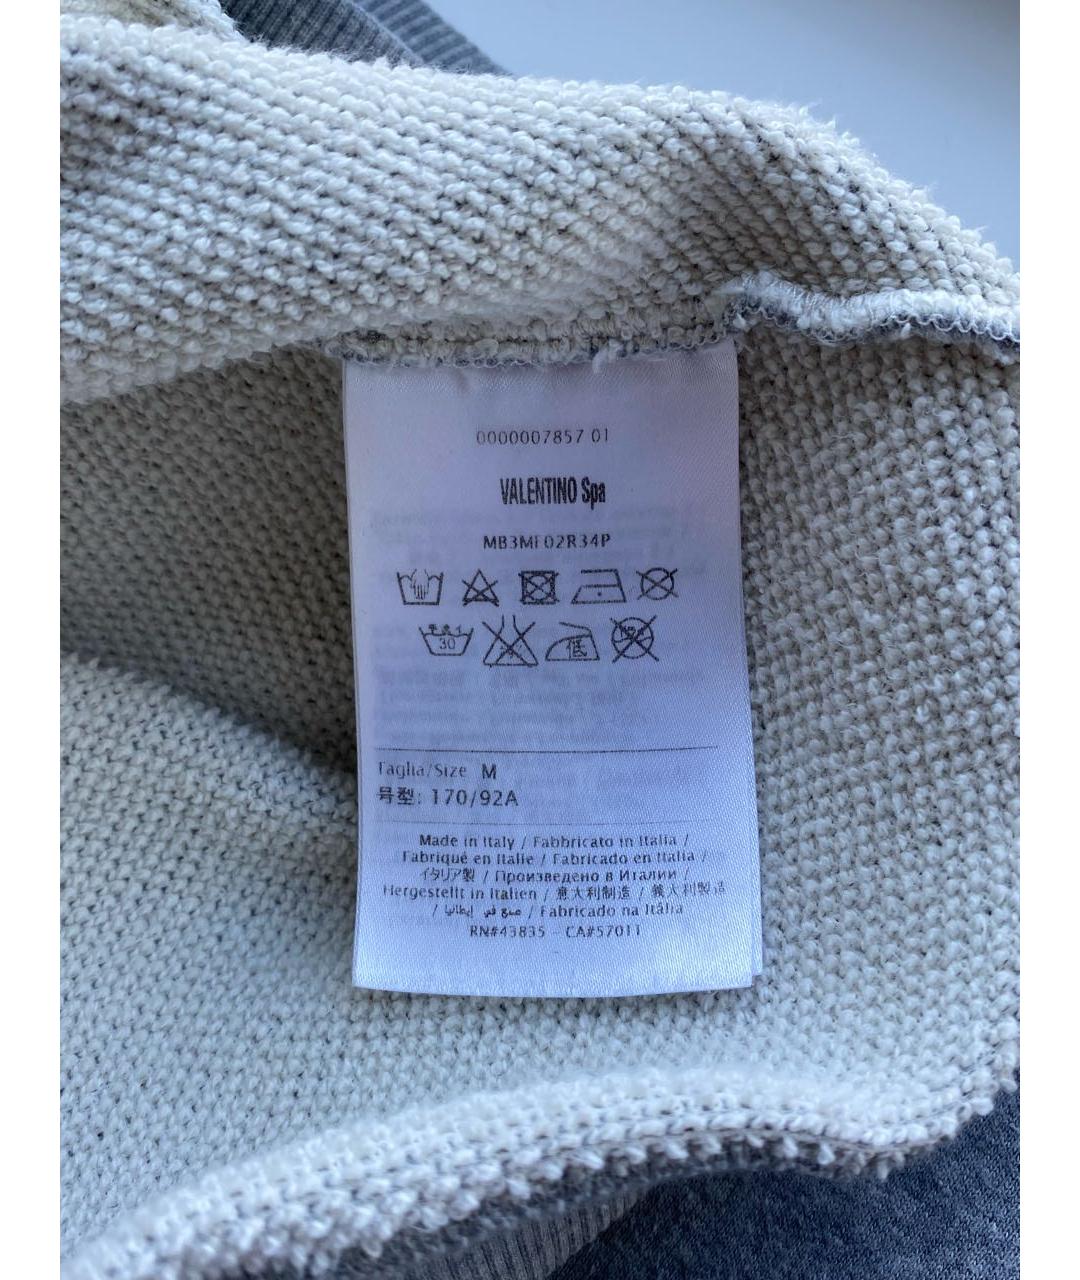 0000007857 01
VALENTINO Spa
MB3MF02R34P
30
低
Taglia/Size M
号型: 170/92A
Made in Italy / Fabbricato in Italia /
Fabriqué en Italie / Fabricado en Italia /
イタリア製 / Произведено в Италии /
Hergestellt in Italien / 意大利制造 / 義大利製造
/ صنع في إيطاليا / Fabricado na Itália
RN#43835 - CA#57011